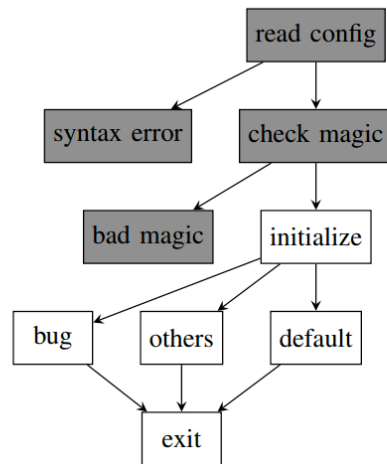 read config
syntax error
check magic
bad magic
initialize
bug
others
default
exit